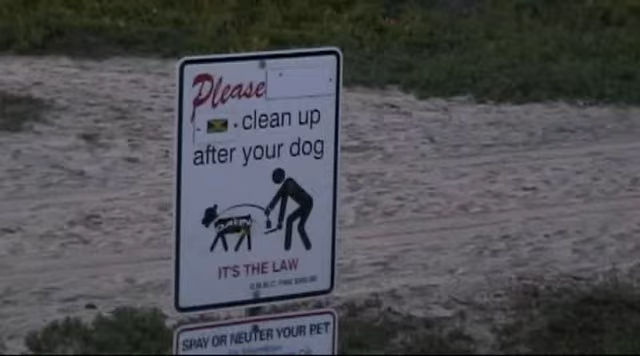 Please
clean up
after your dog
IT'S THE LAW
SPAY OR NEUTER YOUR PET